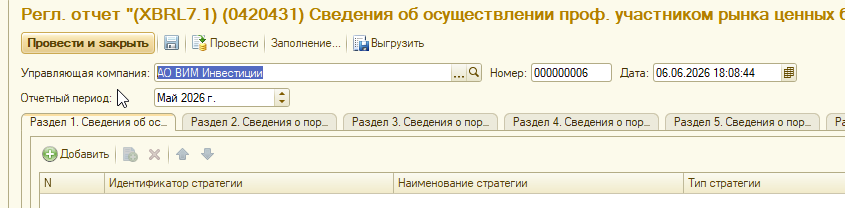 Регл. отчет "(XBRL7.1) (0420431) Сведения об осуществлении проф. участником рынка ценных б
Провести и закрыть Провести Заполнение... Выгрузить
Управляющая компания: АО ВИМ Инвестиции ... Номер: 000000006 Дата: 06.06.2026 18:08:44
Отчетный период: Май 2026 г.
Раздел 1. Сведения об ос... Раздел 2. Сведения о пор... Раздел 3. Сведения о пор... Раздел 4. Сведения о пор... Раздел 5. Сведения о пор...
Добавить
N Идентификатор стратегии Наименование стратегии Тип стратегии